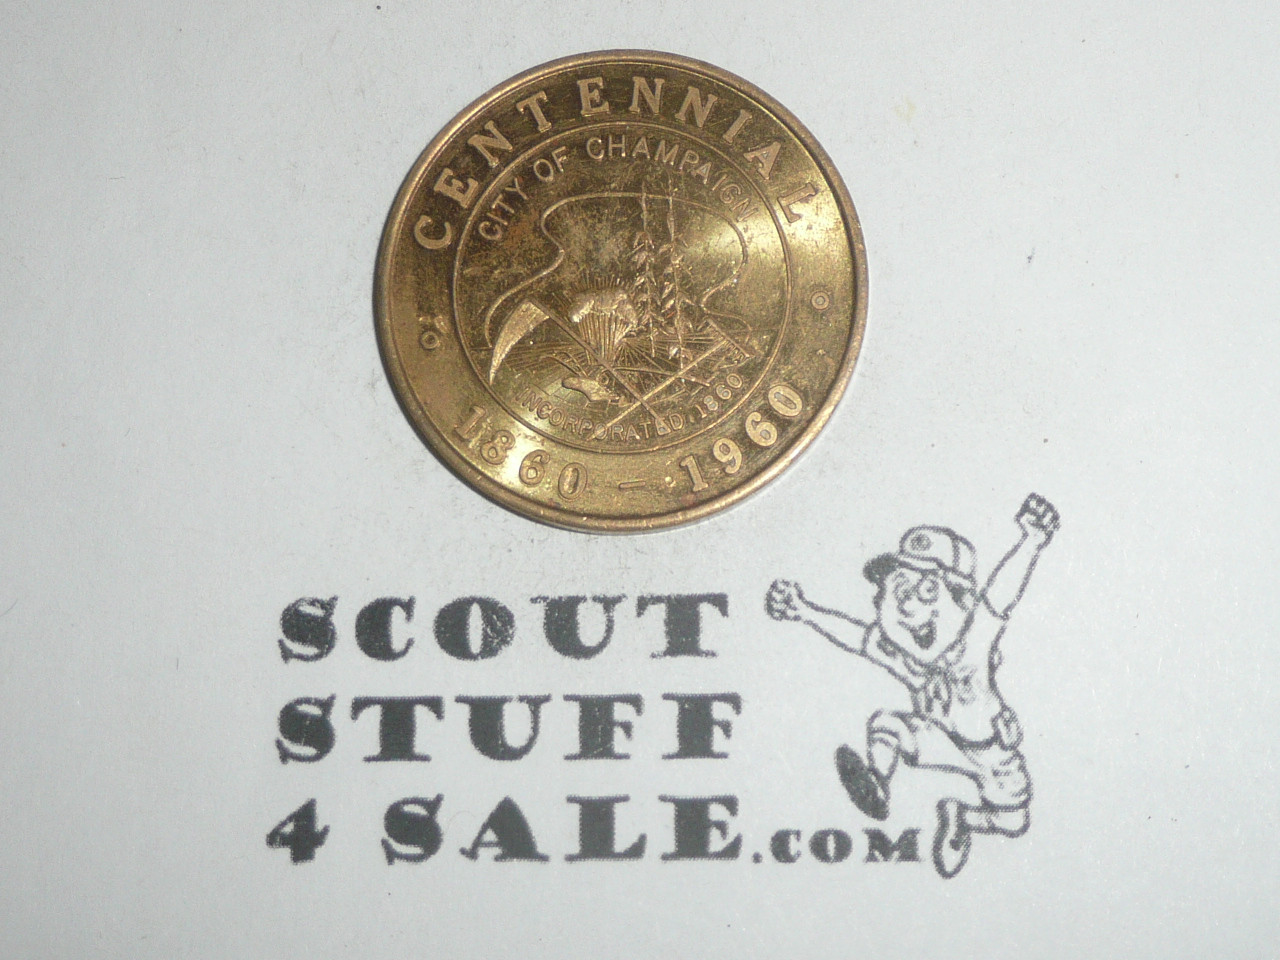 CENTENNIAL
CITY OF CHAMPAIGN
INCORPORATED. 1860
1860 - 1960
SCOUT
STUFF
4 SALE.COM